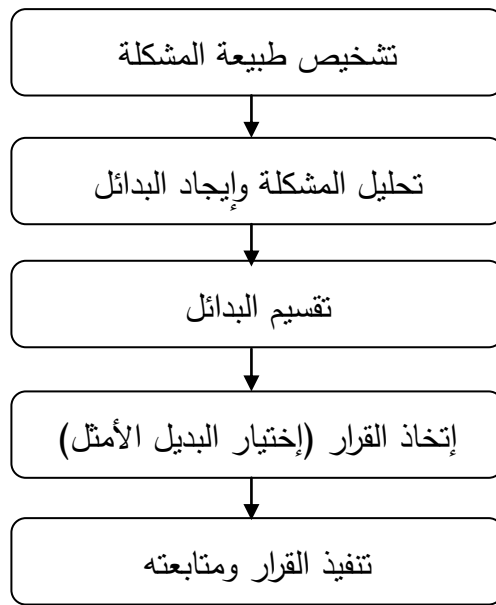 تشخيص طبيعة المشكلة
تحليل المشكلة وإيجاد البدائل
تقسيم البدائل
إتخاذ القرار (إختيار البديل الأمثل)
تنفيذ القرار ومتابعته